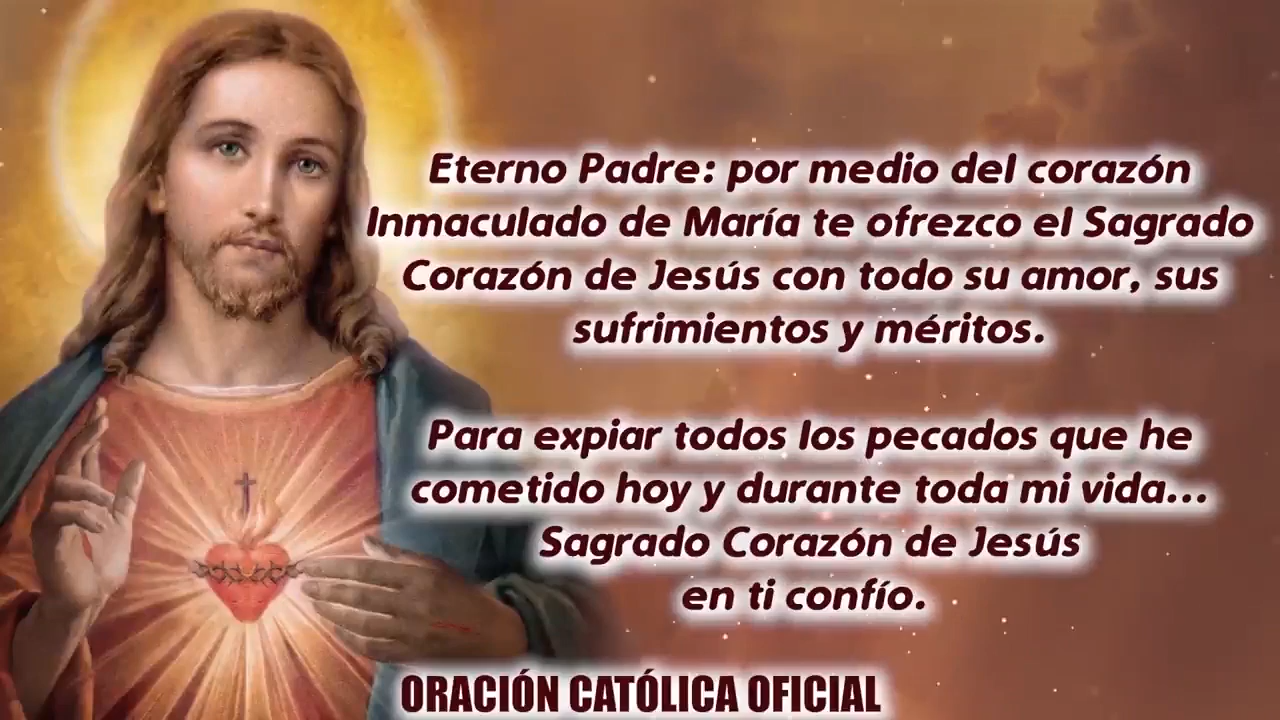 Eterno Padre: por medio del corazón
Inmaculado de María te ofrezco el Sagrado
Corazón de Jesús con todo su amor, sus
sufrimientos y méritos.
Para expiar todos los pecados que he
cometido hoy y durante toda mi vida...
Sagrado Corazón de Jesús
en ti confío.
ORACIÓN CATÓLICA OFICIAL